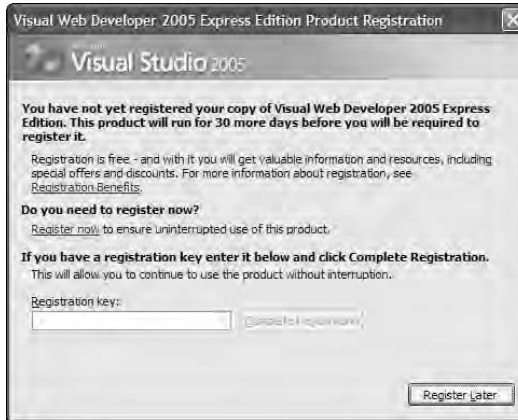 Visual Web Developer 2005 Express Edition Product Registration
Visual Studio 2005
You have not yet registered your copy of Visual Web Developer 2005 Express
Edition. This product will run for 30 more days before you will be required to
register it.
Registration is free - and with it you will get valuable information and resources, including
special offers and discounts. For more information about registration, see
Registration Benefits.
Do you need to register now?
Register now to ensure uninterrupted use of this product.
If you have a registration key enter it below and click Complete Registration.
This will allow you to continue to use the product without interruption.
Registration key:
Complete Registration
Register Later